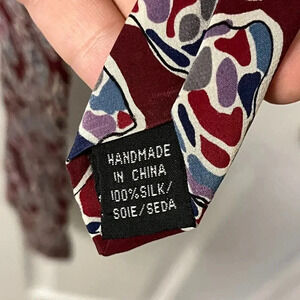 HANDMADE
IN CHINA
100%SILK/
SOIE/SEDA